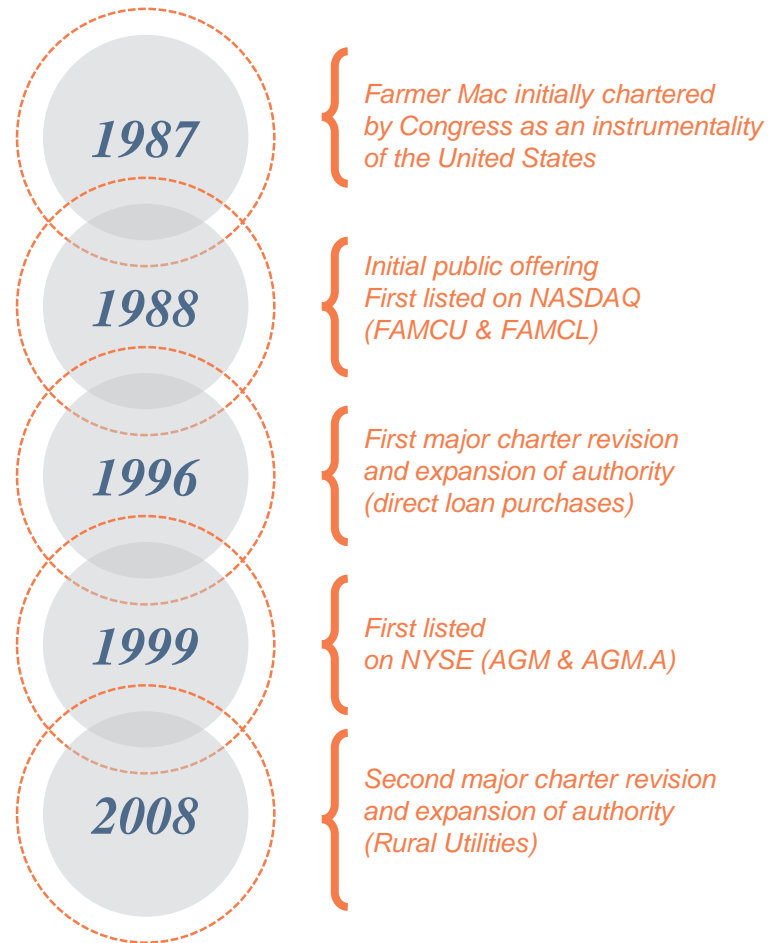 1987
Farmer Mac initially chartered
by Congress as an instrumentality
of the United States
1988
Initial public offering
First listed on NASDAQ
(FAMCU & FAMCL)
1996
First major charter revision
and expansion of authority
(direct loan purchases)
1999
First listed
on NYSE (AGM & AGM.A)
2008
Second major charter revision
and expansion of authority
(Rural Utilities)